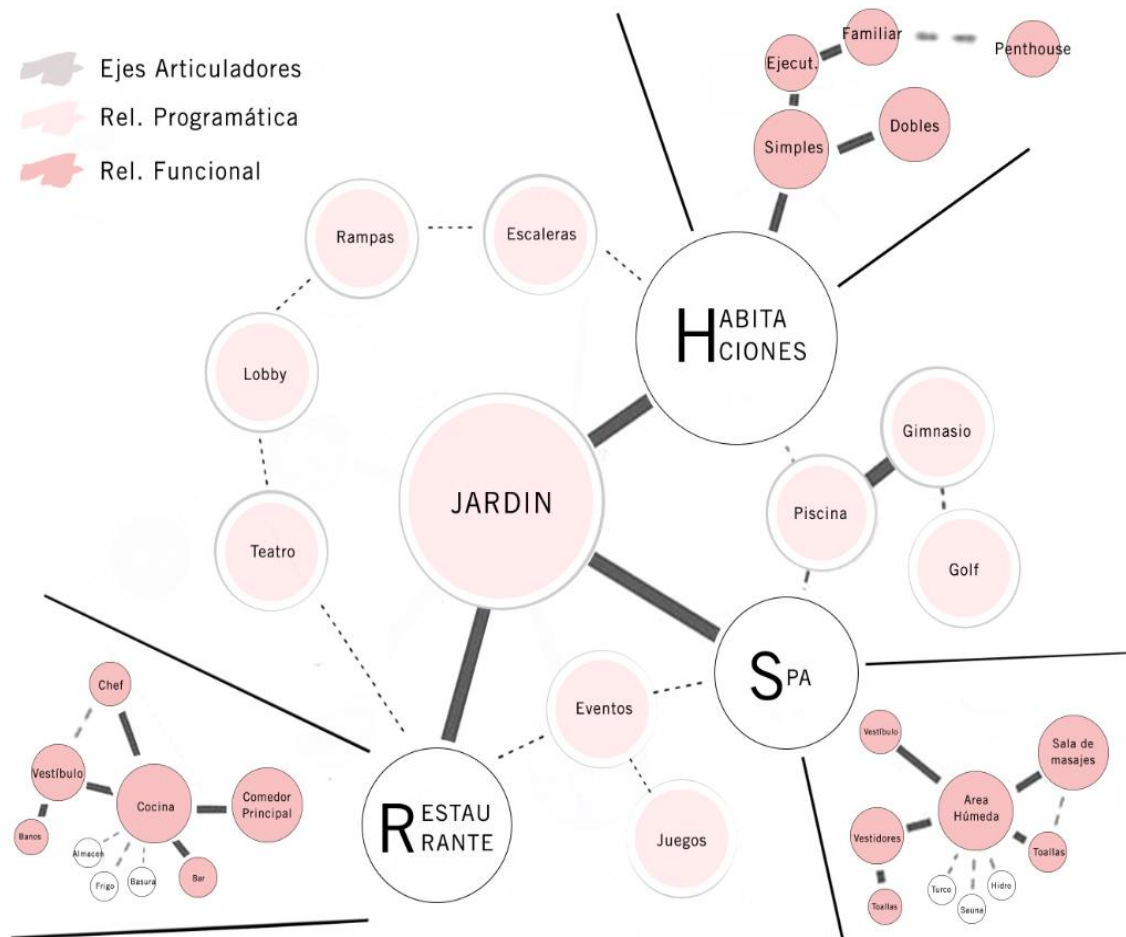 Ejes Articuladores
Rel. Programática
Rel. Funcional
Familiar
Ejecut.
Penthouse
Simples
Dobles
Rampas
Escaleras
HABITA
CIONES
Lobby
Gimnasio
JARDIN
Piscina
Teatro
Golf
SPA
Eventos
Chef
Vestíbulo
Cocina
Comedor
Principal
Banos
Almacen
Frigo
Basura
Bar
RESTAU
RRANTE
Juegos
Vestíbulo
Sala de
masajes
Area
Húmeda
Vestidores
Toallas
Turco
Hidro
Sauna
Toallas